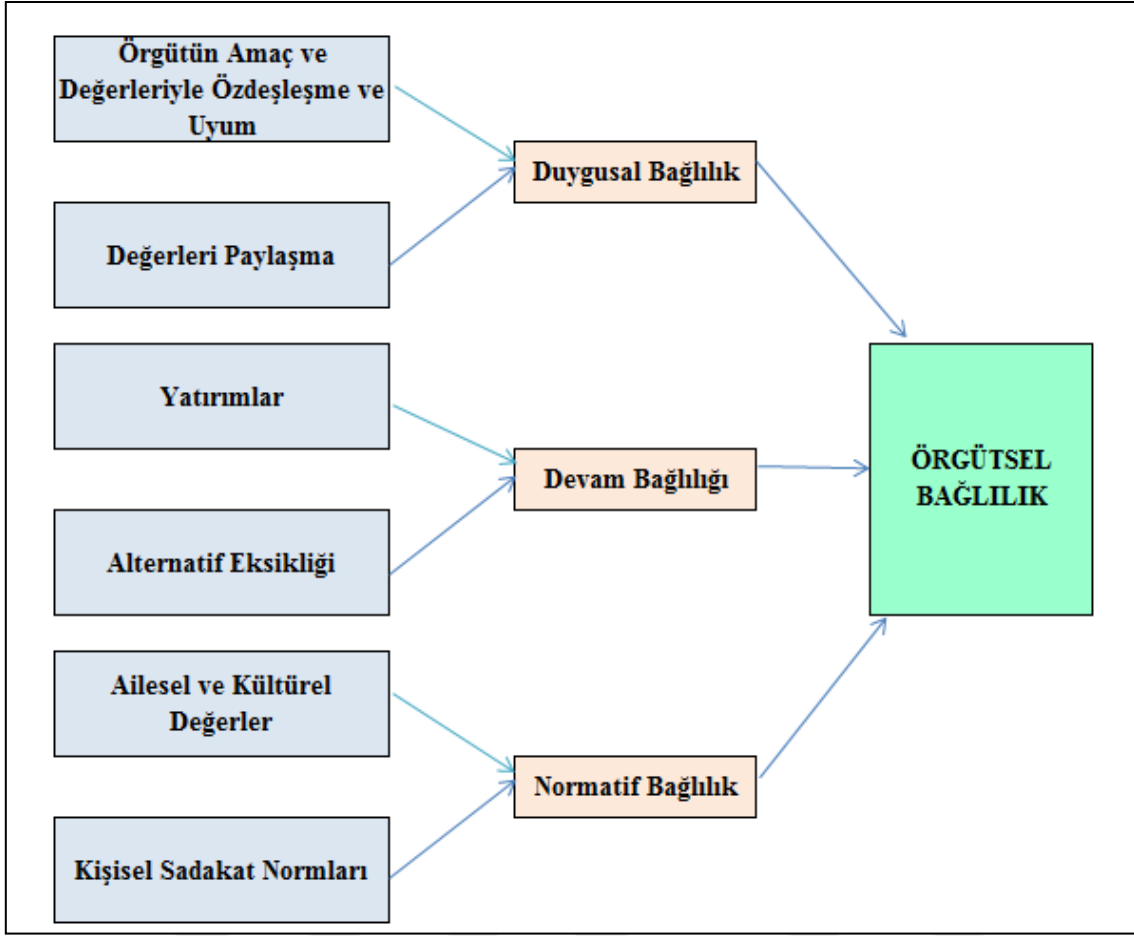 Örgütün Amaç ve
Değerleriyle Özdeşleşme ve
Uyum
Duygusal Bağlılık
Değerleri Paylaşma
Yatırımlar
Devam Bağlılığı
ÖRGÜTSEL
BAĞLILIK
Alternatif Eksikliği
Ailesel ve Kültürel
Değerler
Normatif Bağlılık
Kişisel Sadakat Normları